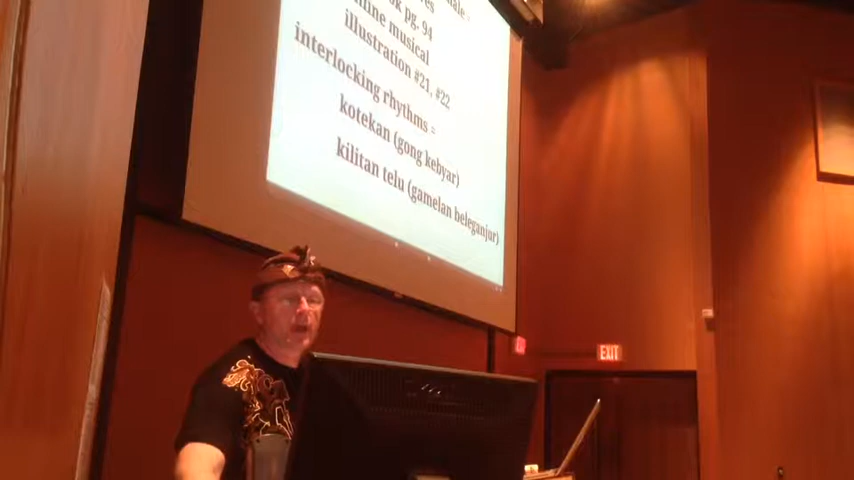 pg. 94
musical
illustration #21, #22
interlocking rhythms =
kotekan (gong kebyar)
kilitan telu (gamelan beleganjur)
EXIT